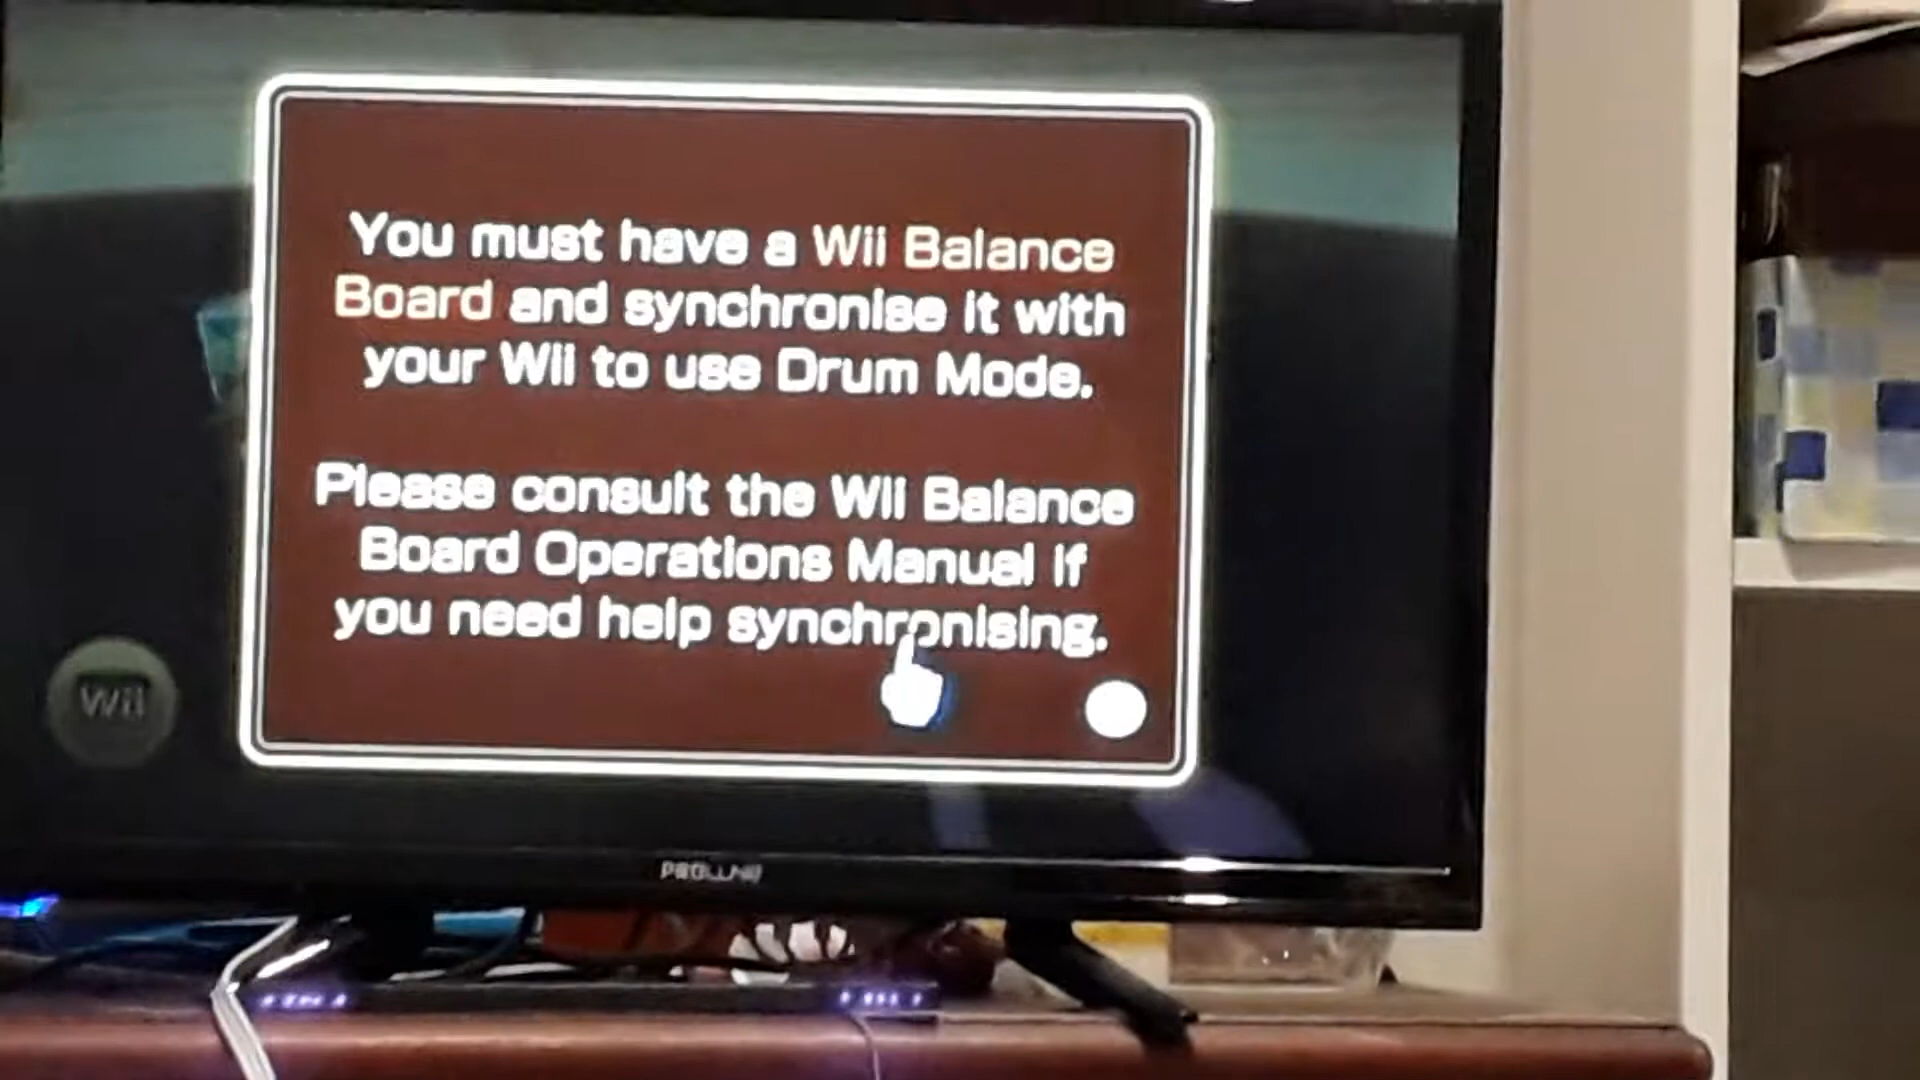 You must have a Wii Balance
Board and synchronise it with
your Wii to use Drum Mode.
Please consult the Wii Balance
Board Operations Manual if
you need help synchronising.
Wii
PROLINE